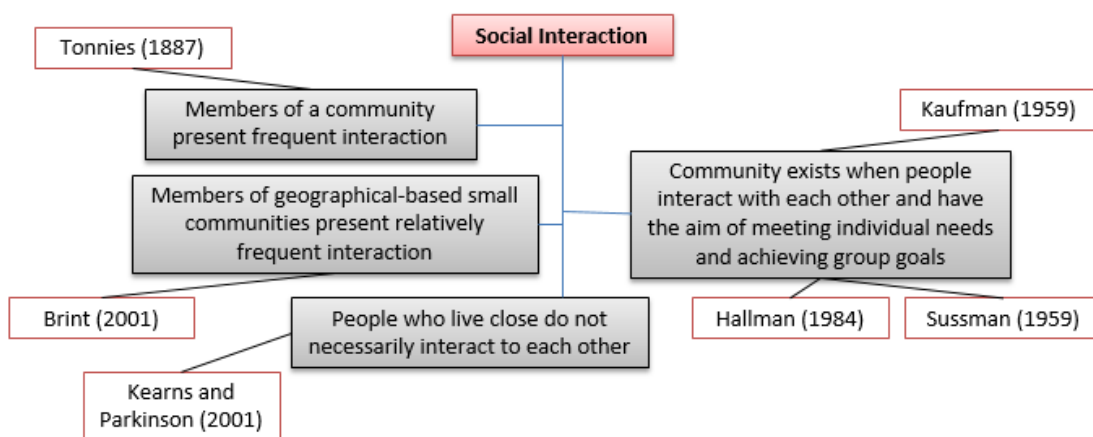 Social Interaction
Tonnies (1887)
Members of a community
present frequent interaction
Kaufman (1959)
Community exists when people
interact with each other and have
the aim of meeting individual needs
and achieving group goals
Members of geographical-based small
communities present relatively
frequent interaction
Brint (2001)
People who live close do not
necessarily interact to each other
Hallman (1984)
Sussman (1959)
Kearns and
Parkinson (2001)